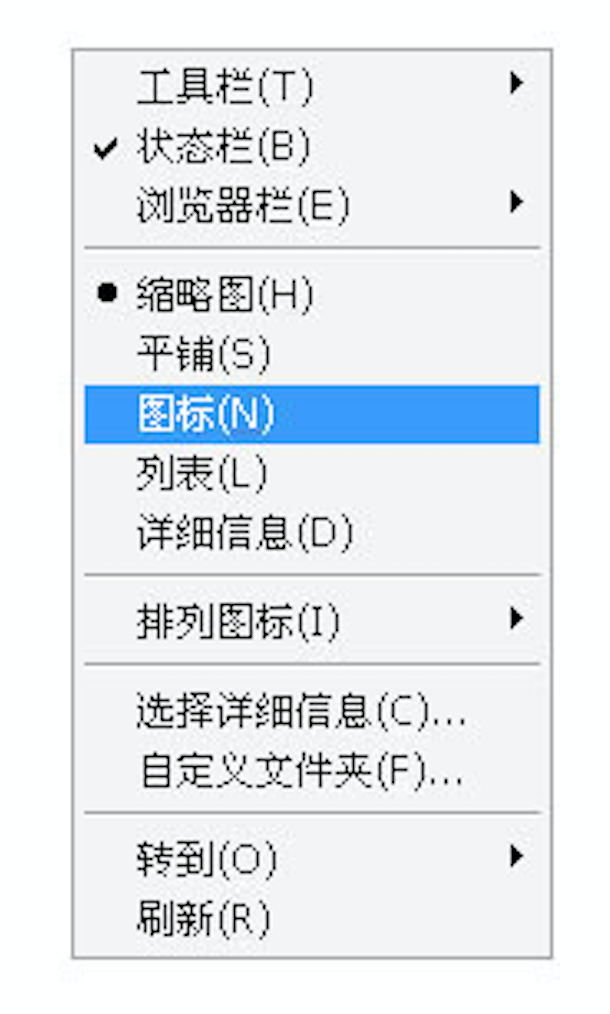 工具栏(T)
状态栏(B)
浏览器栏(E)
缩略图(H)
平铺(S)
图标(N)
列表(L)
详细信息(D)
排列图标(I)
选择详细信息(C)...
自定义文件夹(F)...
转到(O)
刷新(R)